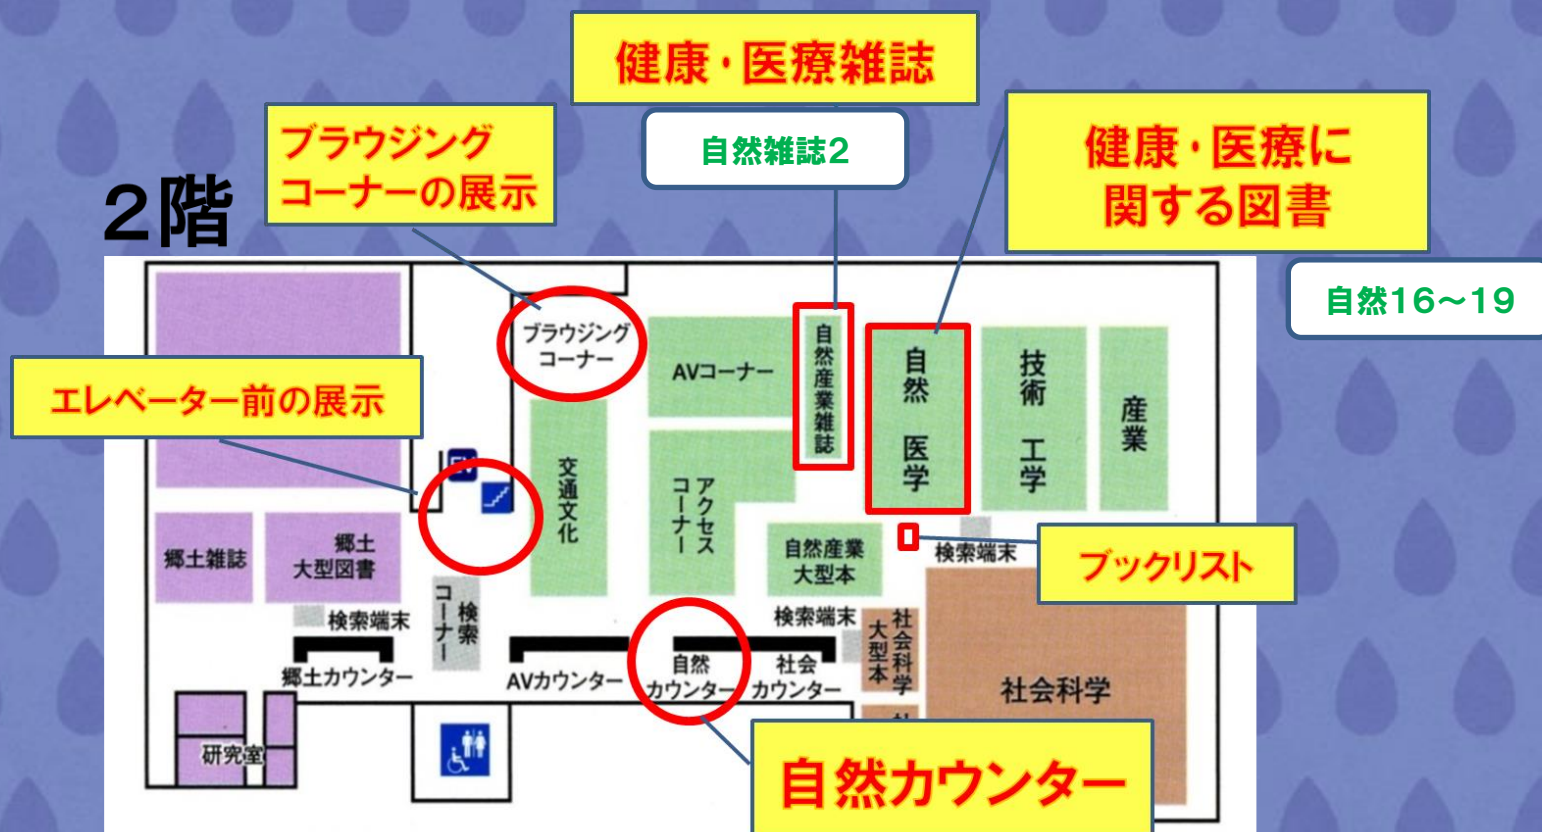 健康・医療雑誌
自然雑誌2
ブラウジング
コーナーの展示
健康・医療に
関する図書
2階
自然16〜19
エレベーター前の展示
ブラウジング
コーナー
AVコーナー
自然産業雑誌
自然 医学
技術 工学
産業
EV
交通文化
アクセス
コーナー
郷土雑誌
郷土
大型図書
自然産業
大型本
検索端末
ブックリスト
検索
コーナー
検索端末
検索端末
社会科学
大型本
郷土カウンター
AVカウンター
自然
カウンター
社会
カウンター
社会科学
研究室
自然カウンター